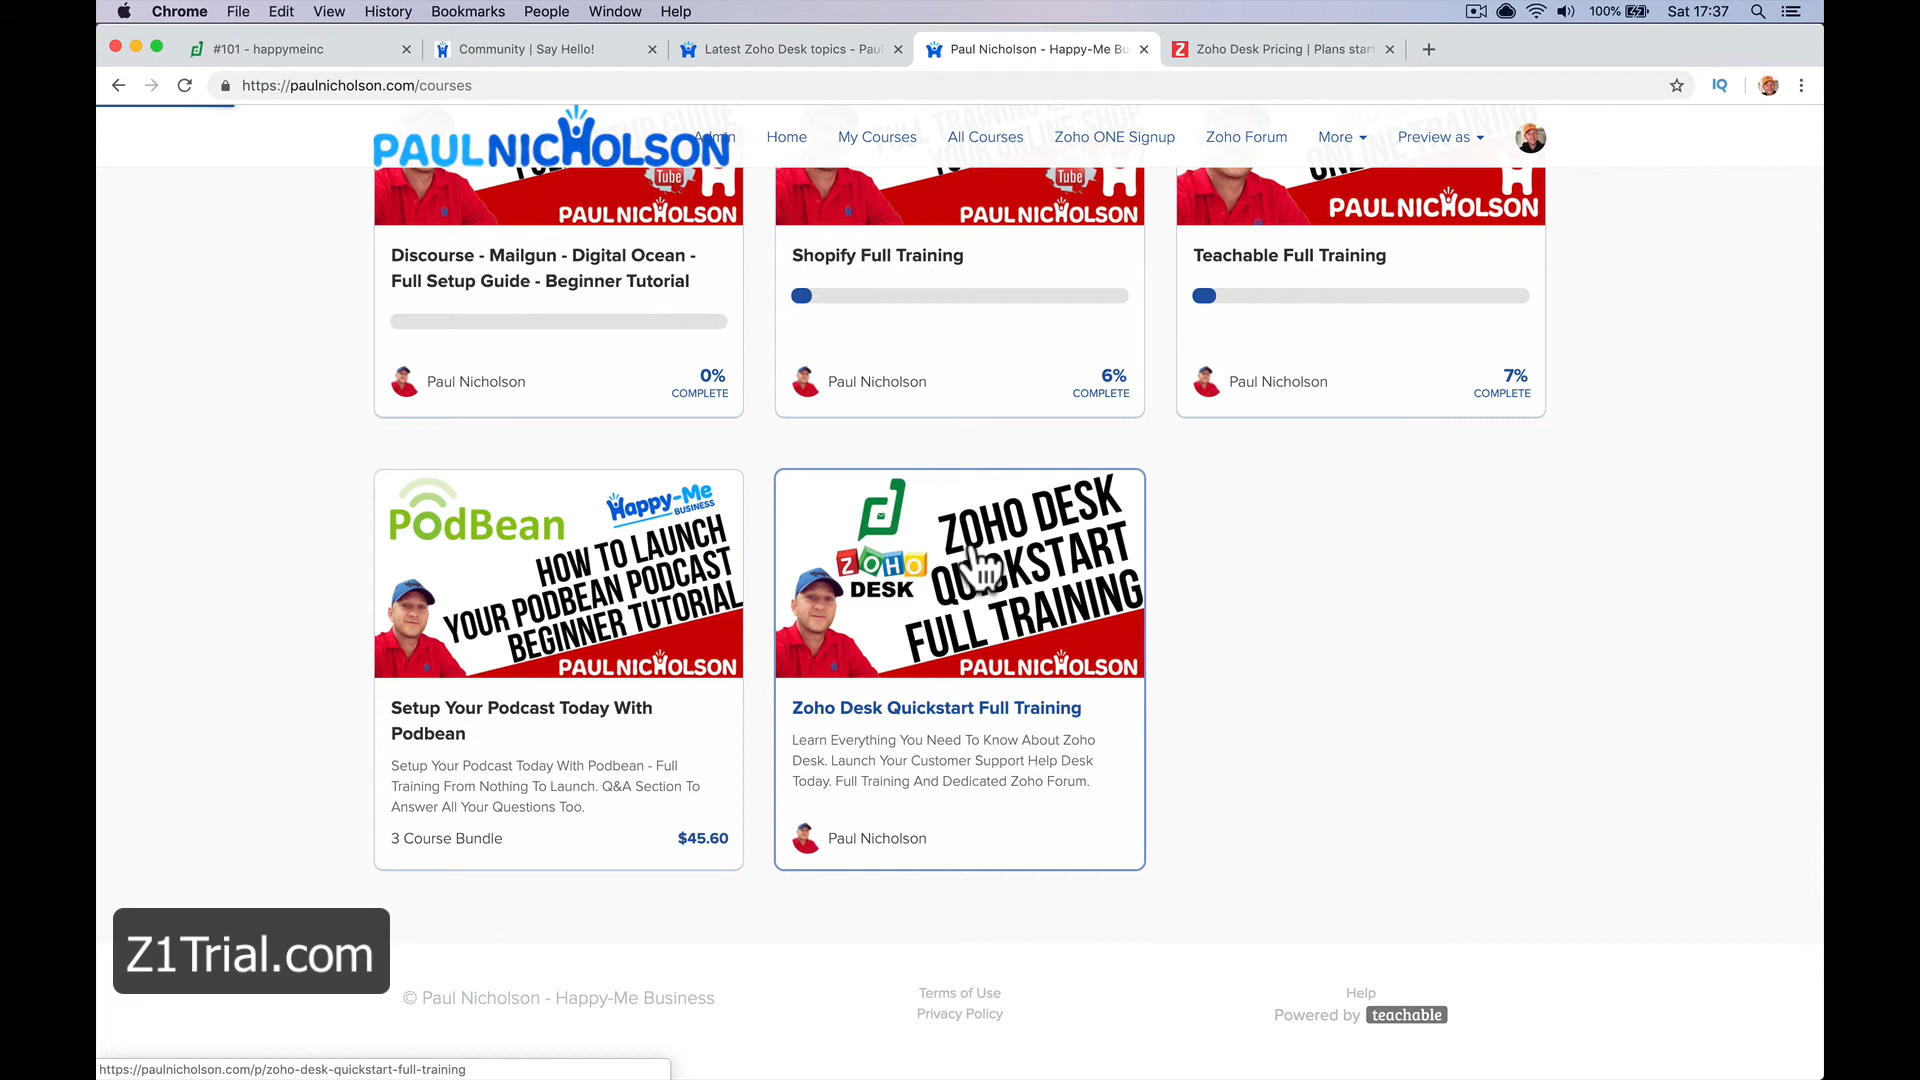 Chrome File Edit View History Bookmarks People Window Help 100% Sat 17:37
#101 - happymeinc
Community | Say Hello!
Latest Zoho Desk topics - Paul
Paul Nicholson - Happy-Me Bu
Zoho Desk Pricing | Plans start
https://paulnicholson.com/courses
IQ
PAULNICHOLSON
Admin Home My Courses All Courses Zoho ONE Signup Zoho Forum More Preview as
Tube
PAULNICHOLSON
Tube
PAULNICHOLSON
PAULNICHOLSON
Discourse - Mailgun - Digital Ocean -
Full Setup Guide - Beginner Tutorial
Paul Nicholson
0%
COMPLETE
Shopify Full Training
Paul Nicholson
6%
COMPLETE
Teachable Full Training
Paul Nicholson
7%
COMPLETE
PodBean
Happy-Me
BUSINESS
HOW TO LAUNCH
YOUR PODBEAN PODCAST
BEGINNER TUTORIAL
PAULNICHOLSON
Setup Your Podcast Today With
Podbean
Setup Your Podcast Today With Podbean - Full
Training From Nothing To Launch. Q&A Section To
Answer All Your Questions Too.
3 Course Bundle
$45.60
ZOHO
DESK
ZOHO DESK
QUICKSTART
FULL TRAINING
PAULNICHOLSON
Zoho Desk Quickstart Full Training
Learn Everything You Need To Know About Zoho
Desk. Launch Your Customer Support Help Desk
Today. Full Training And Dedicated Zoho Forum.
Paul Nicholson
Z1Trial.com
© Paul Nicholson - Happy-Me Business
Terms of Use
Privacy Policy
Help
Powered by teachable
https://paulnicholson.com/p/zoho-desk-quickstart-full-training